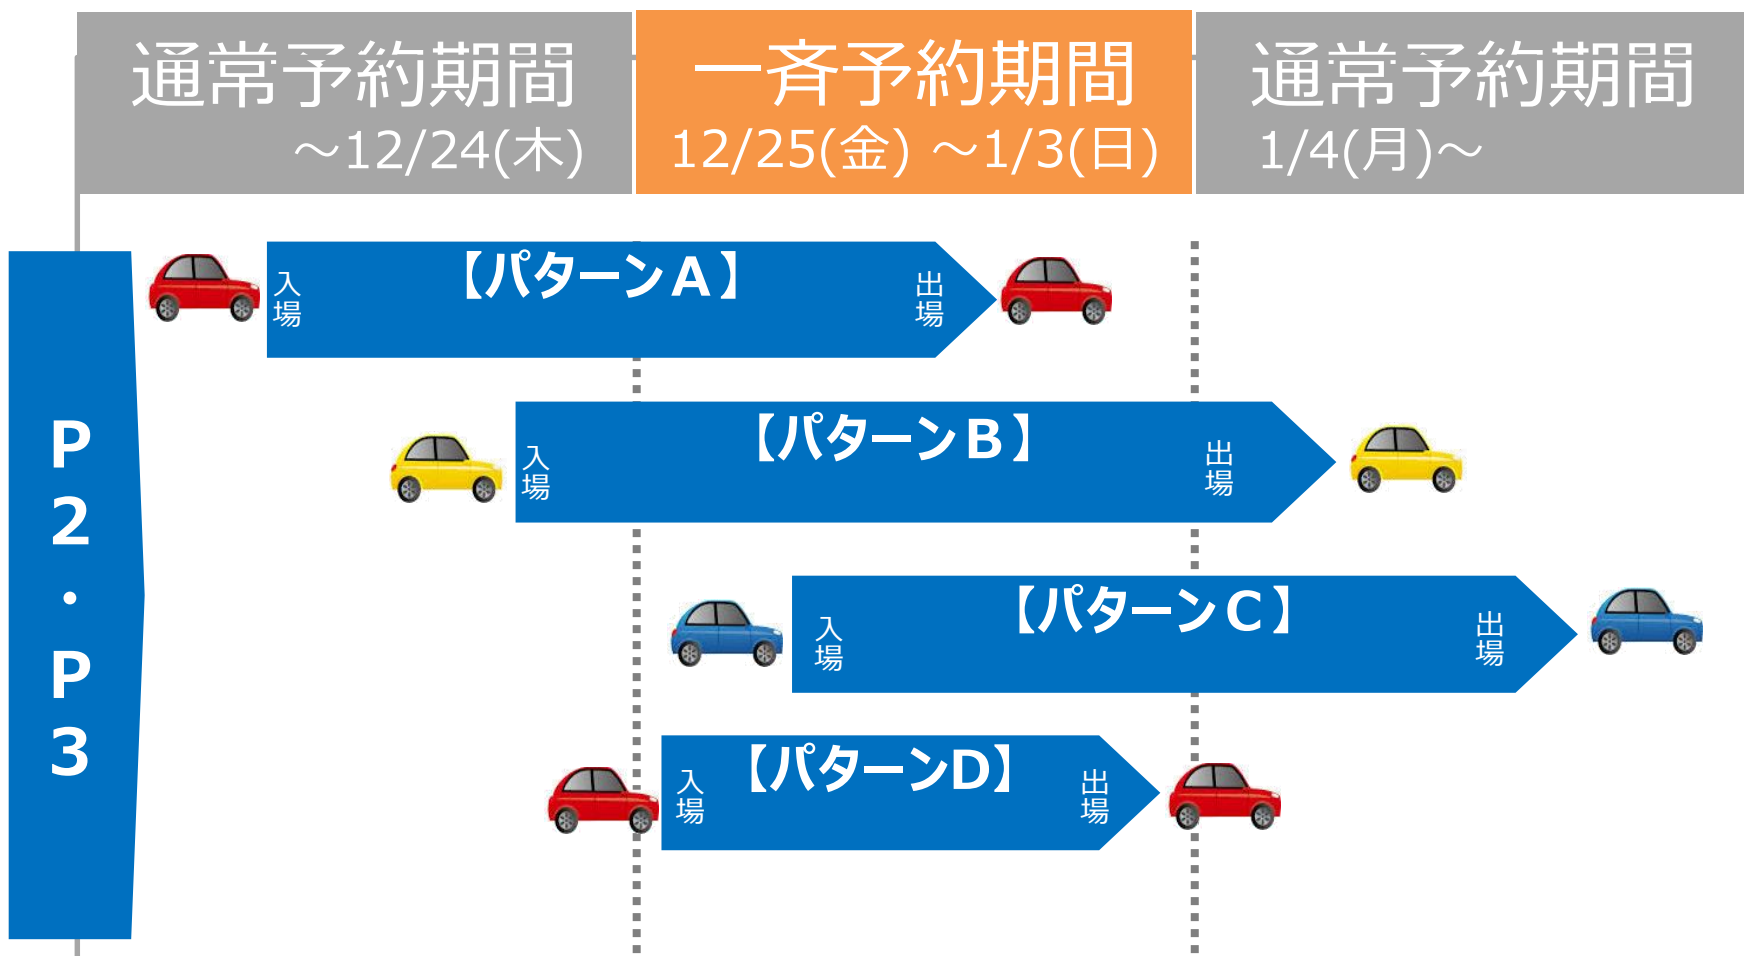 通常予約期間
～12/24(木)
一斉予約期間
12/25(金) ～1/3(日)
通常予約期間
1/4(月)～
P2・P3
入場
【パターンA】
出場
入場
【パターンB】
出場
入場
【パターンC】
出場
入場
【パターンD】
出場